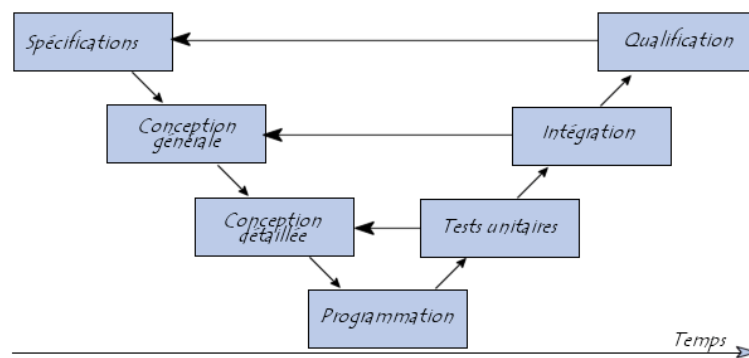 Spécifications
Qualification
Conception
générale
Intégration
Conception
détaillée
Tests unitaires
Programmation
Temps